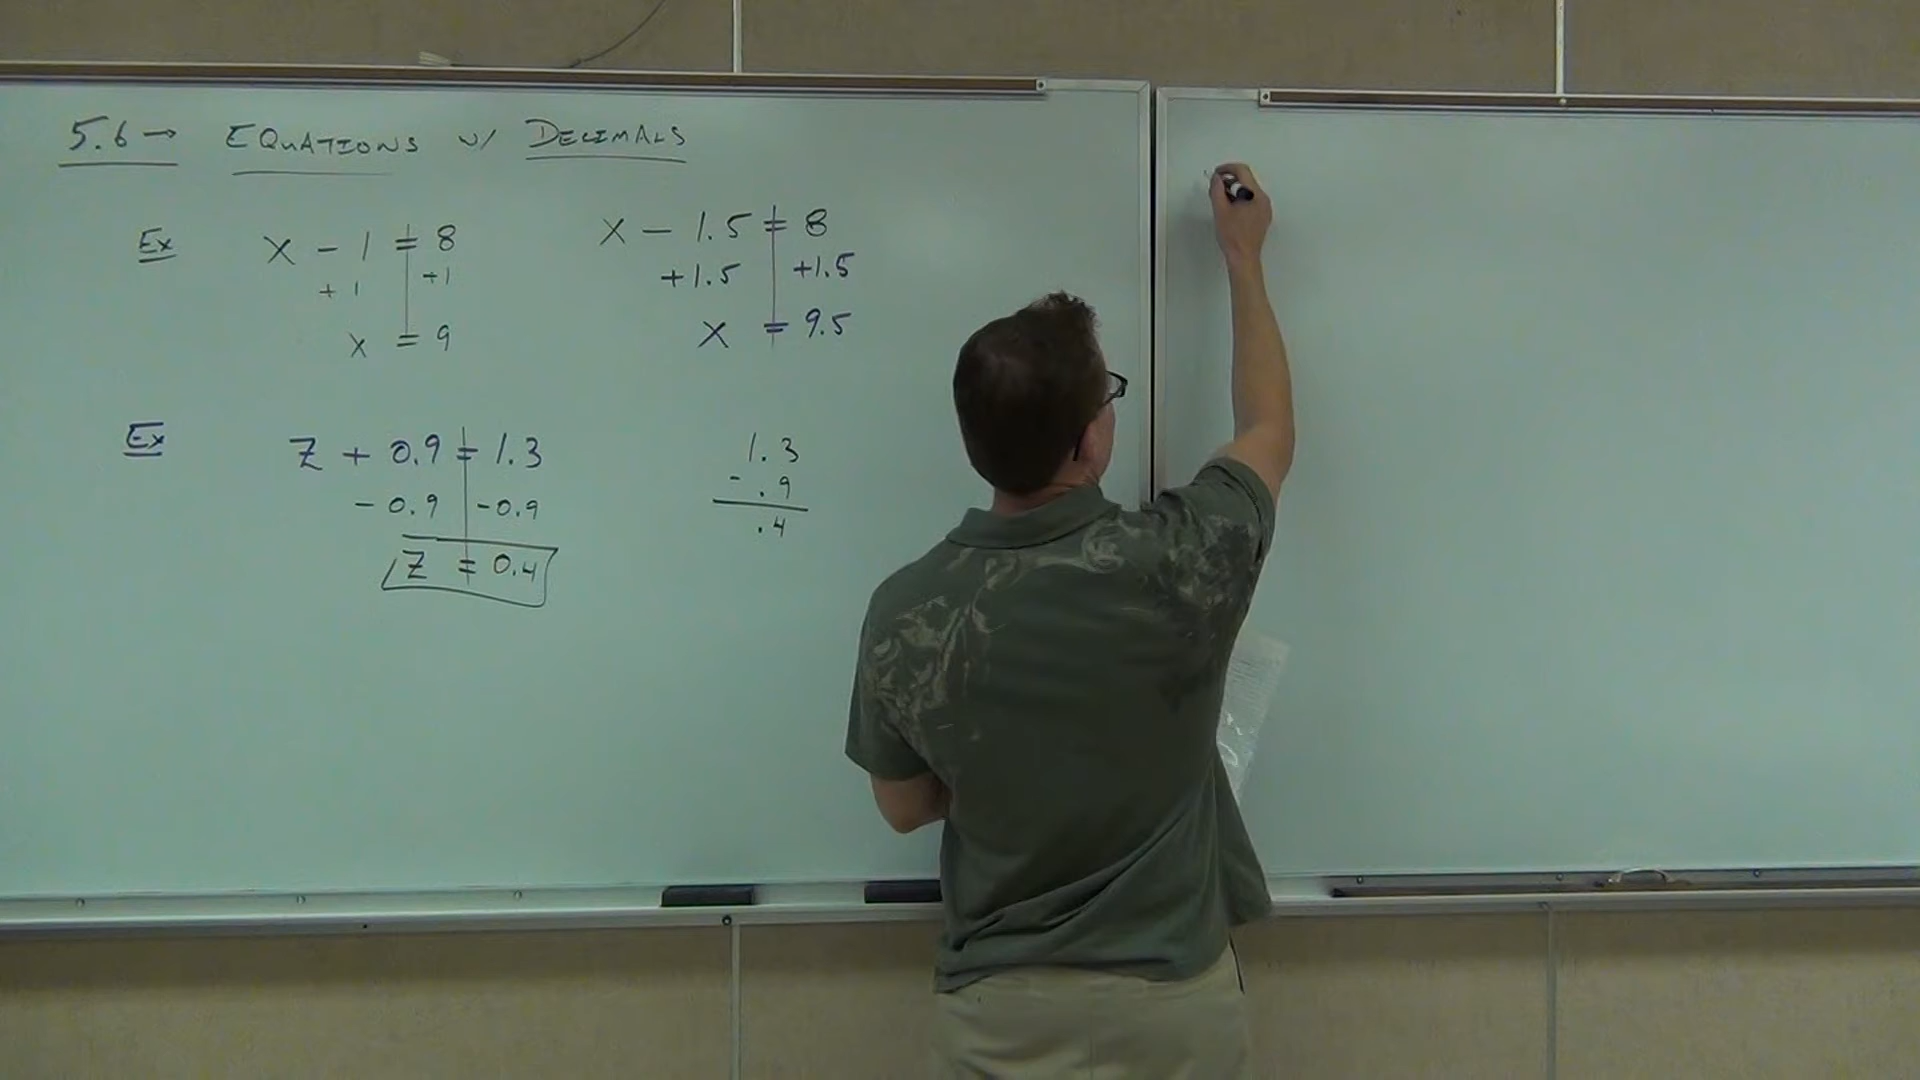 5.6 → EQUATIONS W/ DECIMALS
Ex
x - 1 = 8
+ 1 +1
x = 9
x - 1.5 = 8
+1.5 +1.5
x = 9.5
Ex
z + 0.9 = 1.3
- 0.9 -0.9
z = 0.4
1.3
- .9
.4